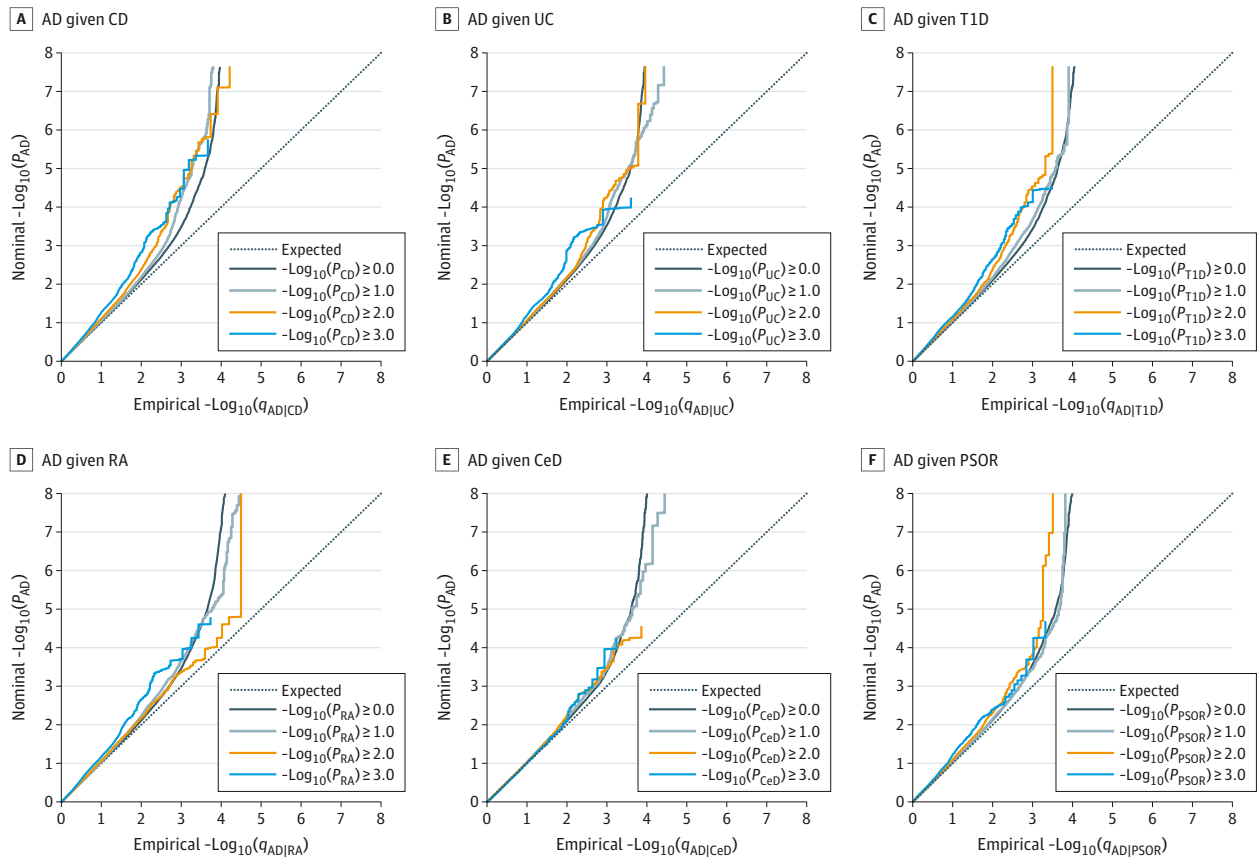 A AD given CD
8
7
6
5
4
3
2
1
0
Nominal -Log10(PAD)
Expected
-Log10(PCD) ≥ 0.0
-Log10(PCD) ≥ 1.0
-Log10(PCD) ≥ 2.0
-Log10(PCD) ≥ 3.0
0 1 2 3 4 5 6 7 8
Empirical -Log10(qAD|CD)
B AD given UC
8
7
6
5
4
3
2
1
0
Nominal -Log10(PAD)
Expected
-Log10(PUC) ≥ 0.0
-Log10(PUC) ≥ 1.0
-Log10(PUC) ≥ 2.0
-Log10(PUC) ≥ 3.0
0 1 2 3 4 5 6 7 8
Empirical -Log10(qAD|UC)
C AD given T1D
8
7
6
5
4
3
2
1
0
Nominal -Log10(PAD)
Expected
-Log10(PT1D) ≥ 0.0
-Log10(PT1D) ≥ 1.0
-Log10(PT1D) ≥ 2.0
-Log10(PT1D) ≥ 3.0
0 1 2 3 4 5 6 7 8
Empirical -Log10(qAD|T1D)
D AD given RA
8
7
6
5
4
3
2
1
0
Nominal -Log10(PAD)
Expected
-Log10(PRA) ≥ 0.0
-Log10(PRA) ≥ 1.0
-Log10(PRA) ≥ 2.0
-Log10(PRA) ≥ 3.0
0 1 2 3 4 5 6 7 8
Empirical -Log10(qAD|RA)
E AD given CeD
8
7
6
5
4
3
2
1
0
Nominal -Log10(PAD)
Expected
-Log10(PCeD) ≥ 0.0
-Log10(PCeD) ≥ 1.0
-Log10(PCeD) ≥ 2.0
-Log10(PCeD) ≥ 3.0
0 1 2 3 4 5 6 7 8
Empirical -Log10(qAD|CeD)
F AD given PSOR
8
7
6
5
4
3
2
1
0
Nominal -Log10(PAD)
Expected
-Log10(PPSOR) ≥ 0.0
-Log10(PPSOR) ≥ 1.0
-Log10(PPSOR) ≥ 2.0
-Log10(PPSOR) ≥ 3.0
0 1 2 3 4 5 6 7 8
Empirical -Log10(qAD|PSOR)